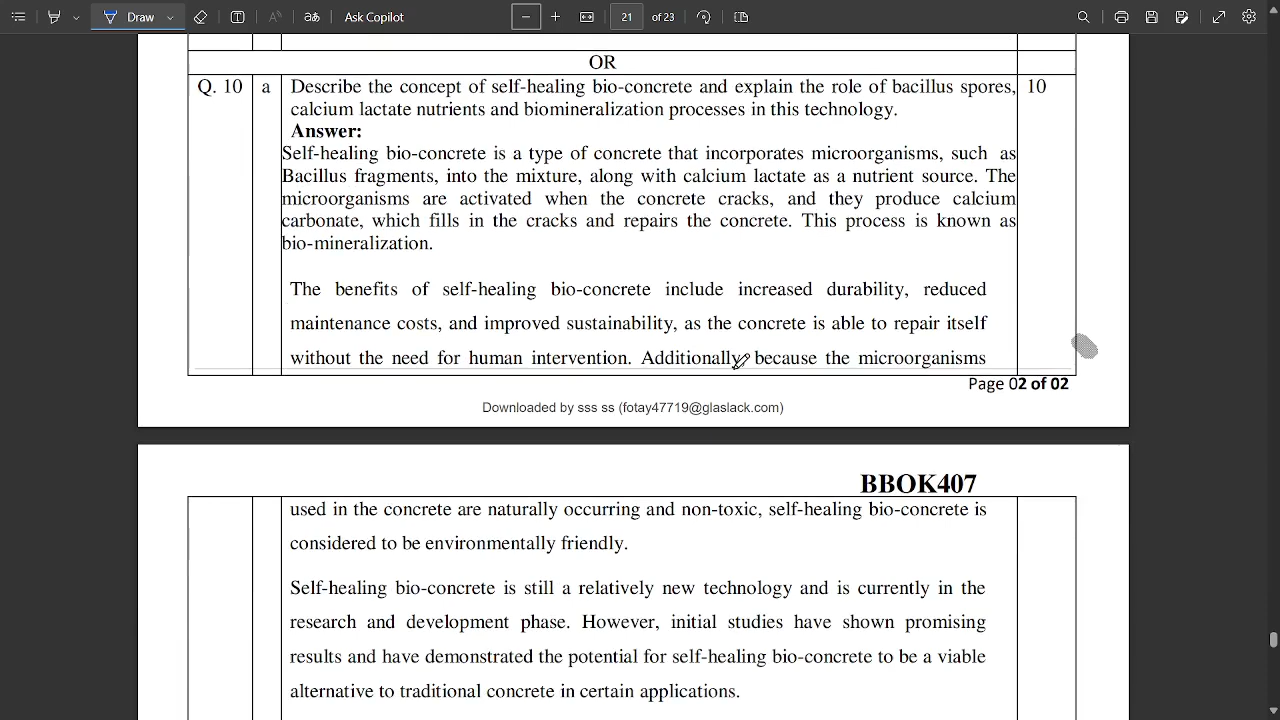 Draw
Ask Copilot
21 of 23
OR
Q. 10 a Describe the concept of self-healing bio-concrete and explain the role of bacillus spores, 10
calcium lactate nutrients and biomineralization processes in this technology.
Answer:
Self-healing bio-concrete is a type of concrete that incorporates microorganisms, such as
Bacillus fragments, into the mixture, along with calcium lactate as a nutrient source. The
microorganisms are activated when the concrete cracks, and they produce calcium
carbonate, which fills in the cracks and repairs the concrete. This process is known as
bio-mineralization.
The benefits of self-healing bio-concrete include increased durability, reduced
maintenance costs, and improved sustainability, as the concrete is able to repair itself
without the need for human intervention. Additionally, because the microorganisms
Page 02 of 02
Downloaded by sss ss (fotay47719@glaslack.com)
BBOK407
used in the concrete are naturally occurring and non-toxic, self-healing bio-concrete is
considered to be environmentally friendly.
Self-healing bio-concrete is still a relatively new technology and is currently in the
research and development phase. However, initial studies have shown promising
results and have demonstrated the potential for self-healing bio-concrete to be a viable
alternative to traditional concrete in certain applications.